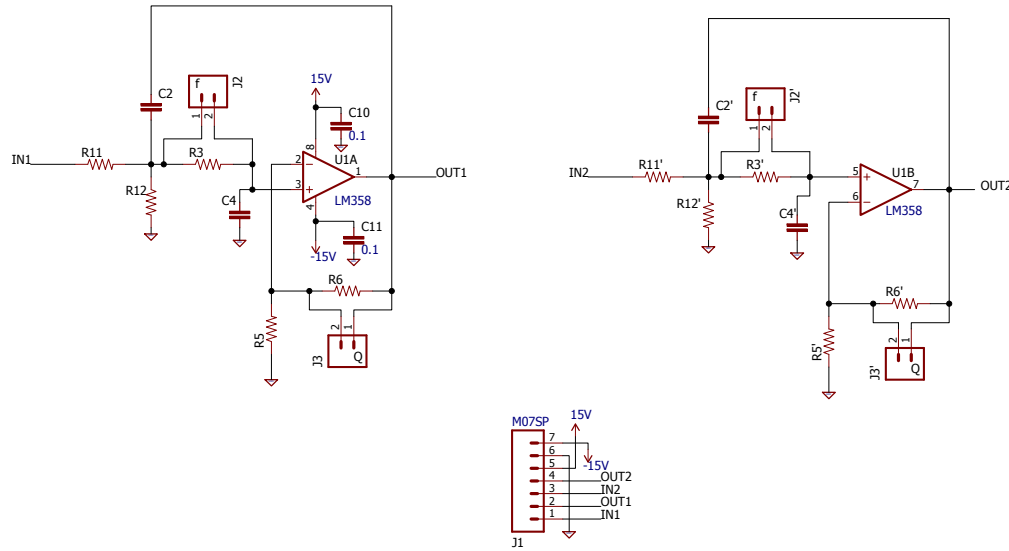 C2
f
1
2
J2
15V
C10
0.1
8
IN1
R11
R3
2
U1A
1
OUT1
3
R12
C4
4
LM358
C11
0.1
-15V
R6
R5
2
1
J3
Q
C2'
f
1
2
J2'
IN2
R11'
R3'
5
U1B
7
OUT2
6
R12'
C4'
LM358
R6'
R5'
2
1
J3'
Q
M07SP
15V
7
6
-15V
5
4
OUT2
3
IN2
2
OUT1
1
IN1
J1